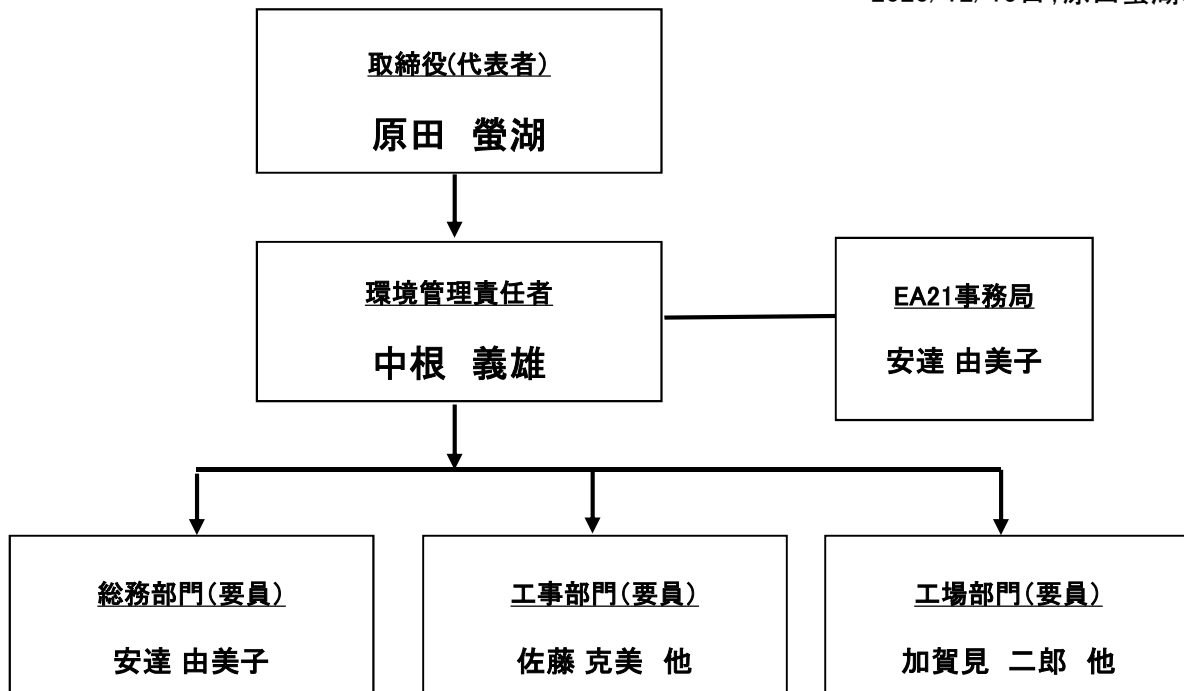 取締役(代表者)
原田　螢湖
環境管理責任者
中根　義雄
EA21事務局
安達 由美子
総務部門(要員)
安達 由美子
工事部門(要員)
佐藤 克美 他
工場部門(要員)
加賀見 二郎 他